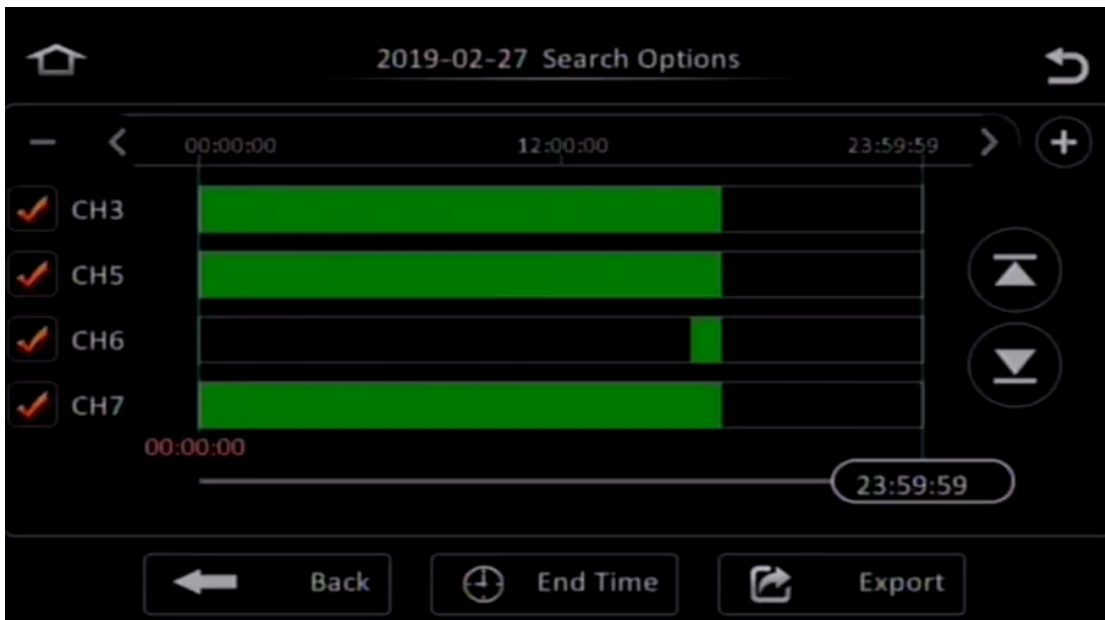 2019-02-27 Search Options
00:00:00 12:00:00 23:59:59
CH3
CH5
CH6
CH7
00:00:00
23:59:59
Back End Time Export